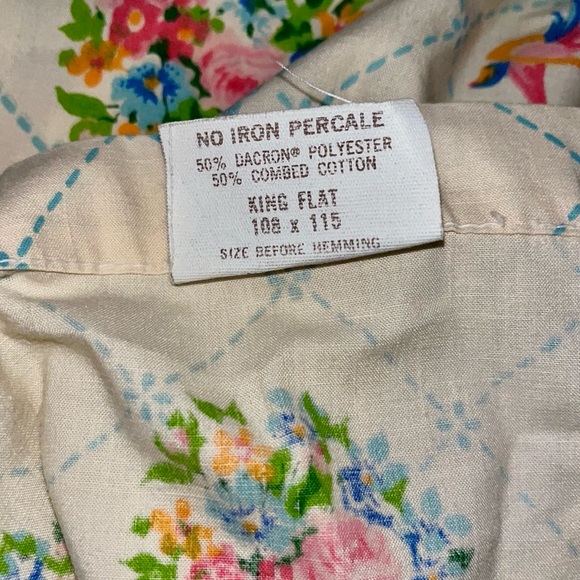 NO IRON PERCALE
50% DACRON® POLYESTER
50% COMBED COTTON
KING FLAT
108 x 115
SIZE BEFORE HEMMING